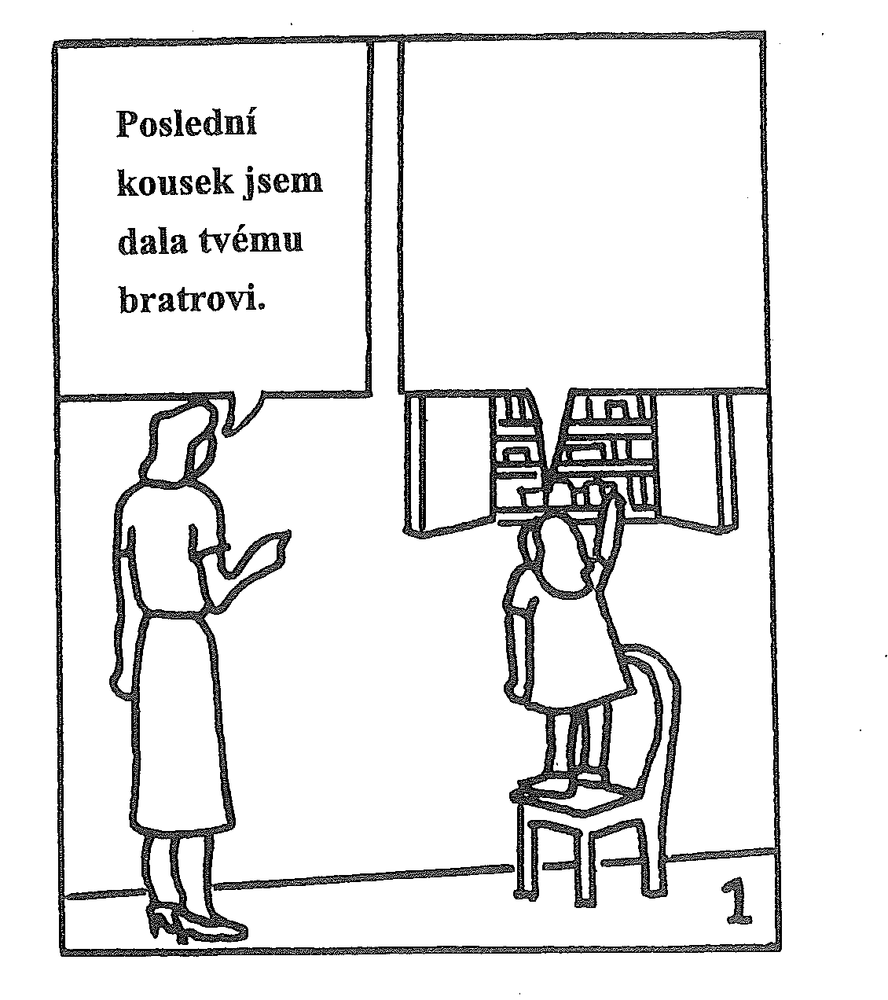 Poslední
kousek jsem
dala tvému
bratrovi.
1